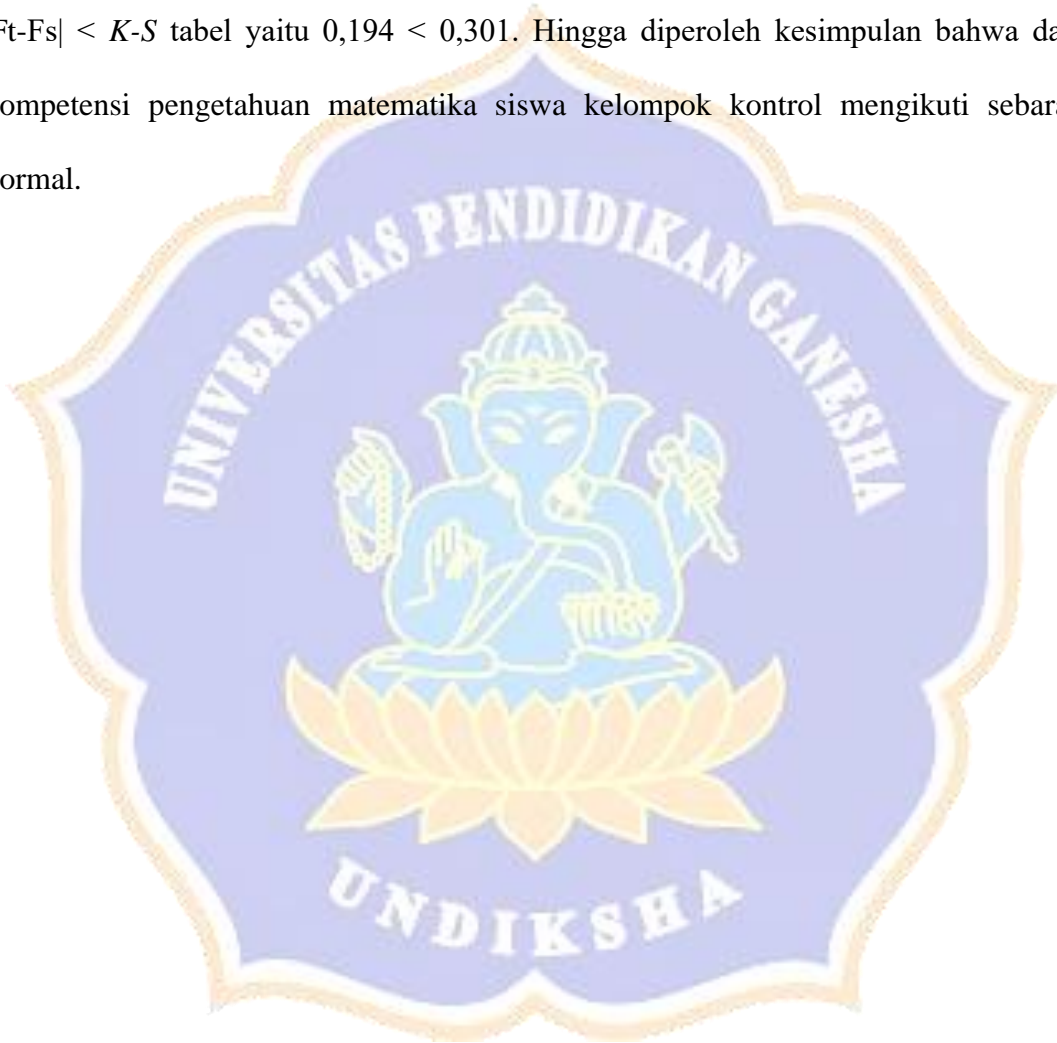 Ft-Fs| < K-S tabel yaitu 0,194 < 0,301. Hingga diperoleh kesimpulan bahwa da
ompetensi pengetahuan matematika siswa kelompok kontrol mengikuti sebara
ormal.
UNIVERSITAS PENDIDIKAN GANESHA
UNDIKSHA